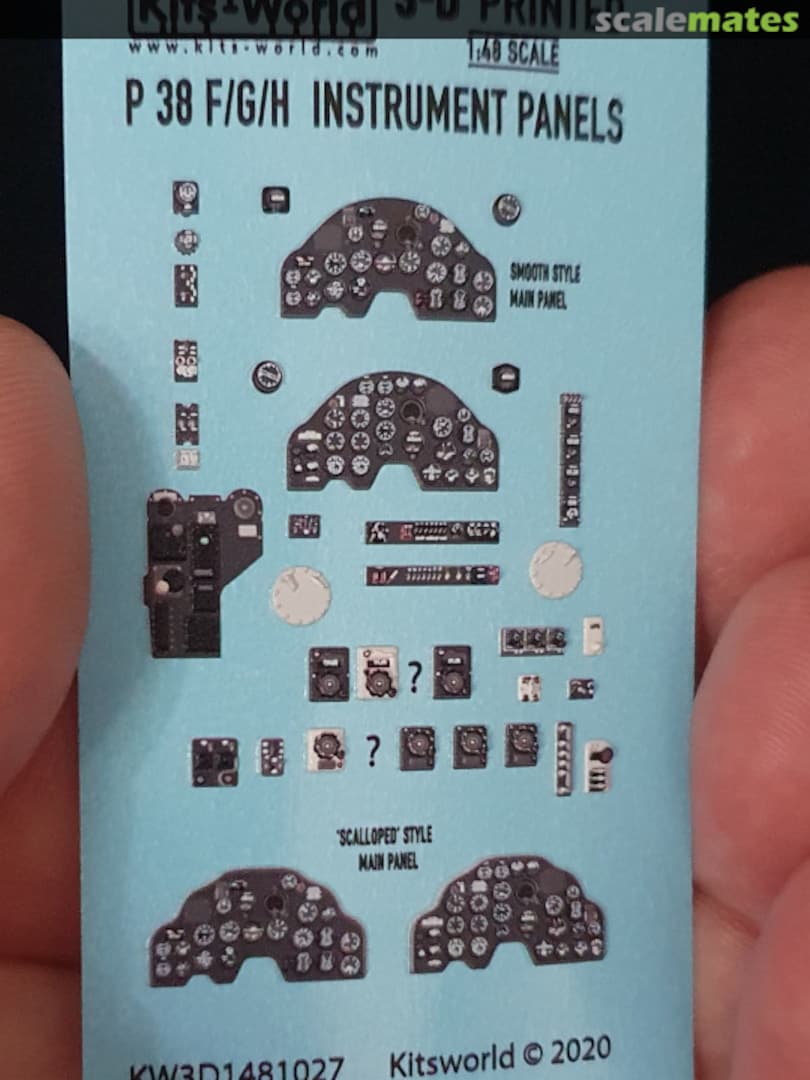 Kits-World 3-D PRINTED
scalemates
www.kits-world.com
1:48 SCALE
P 38 F/G/H INSTRUMENT PANELS
SMOOTH STYLE
MAIN PANEL
?
?
'SCALLOPED' STYLE
MAIN PANEL
KW3D1481027 Kitsworld © 2020